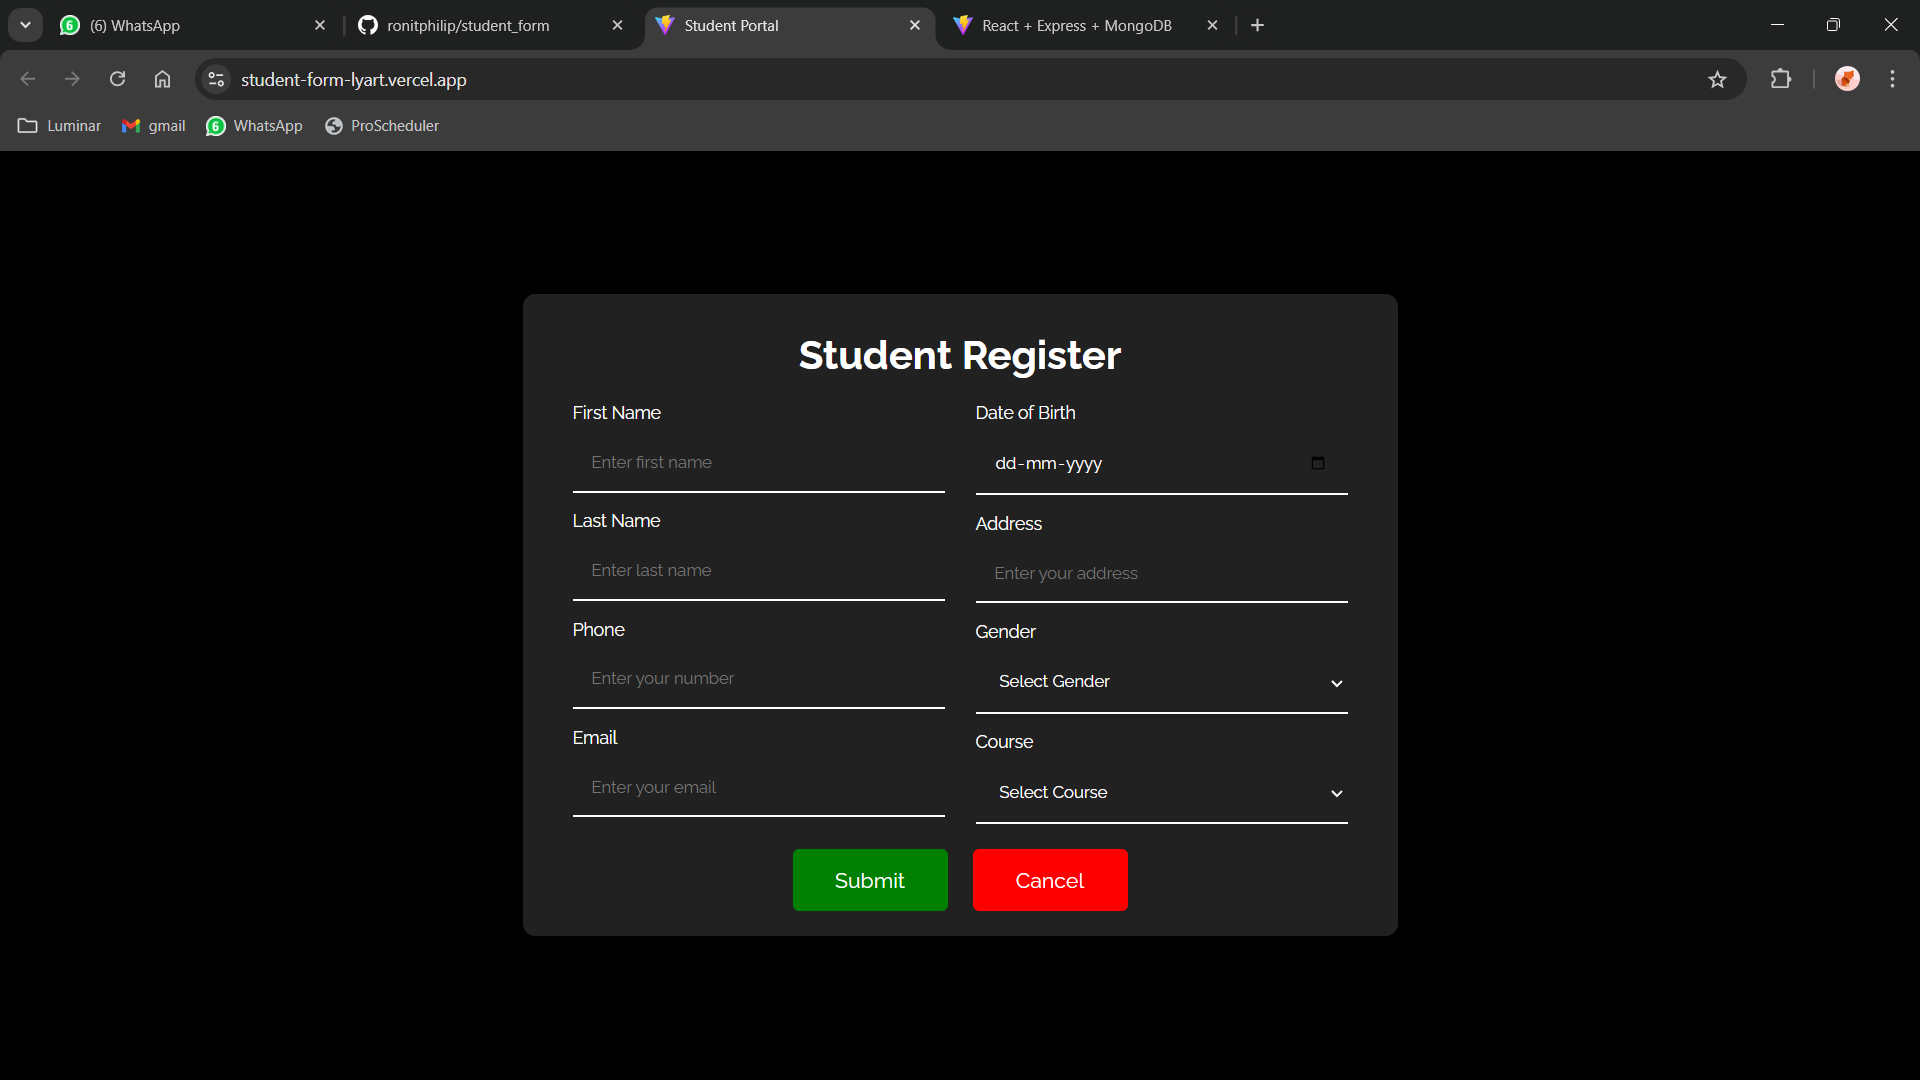 (6) WhatsApp
ronitphilip/student_form
Student Portal
React + Express + MongoDB
student-form-lyart.vercel.app
Luminar
gmail
6
WhatsApp
ProScheduler
Student Register
First Name
Enter first name
Last Name
Enter last name
Phone
Enter your number
Email
Enter your email
Date of Birth
dd-mm-yyyy
Address
Enter your address
Gender
Select Gender
Course
Select Course
Submit
Cancel